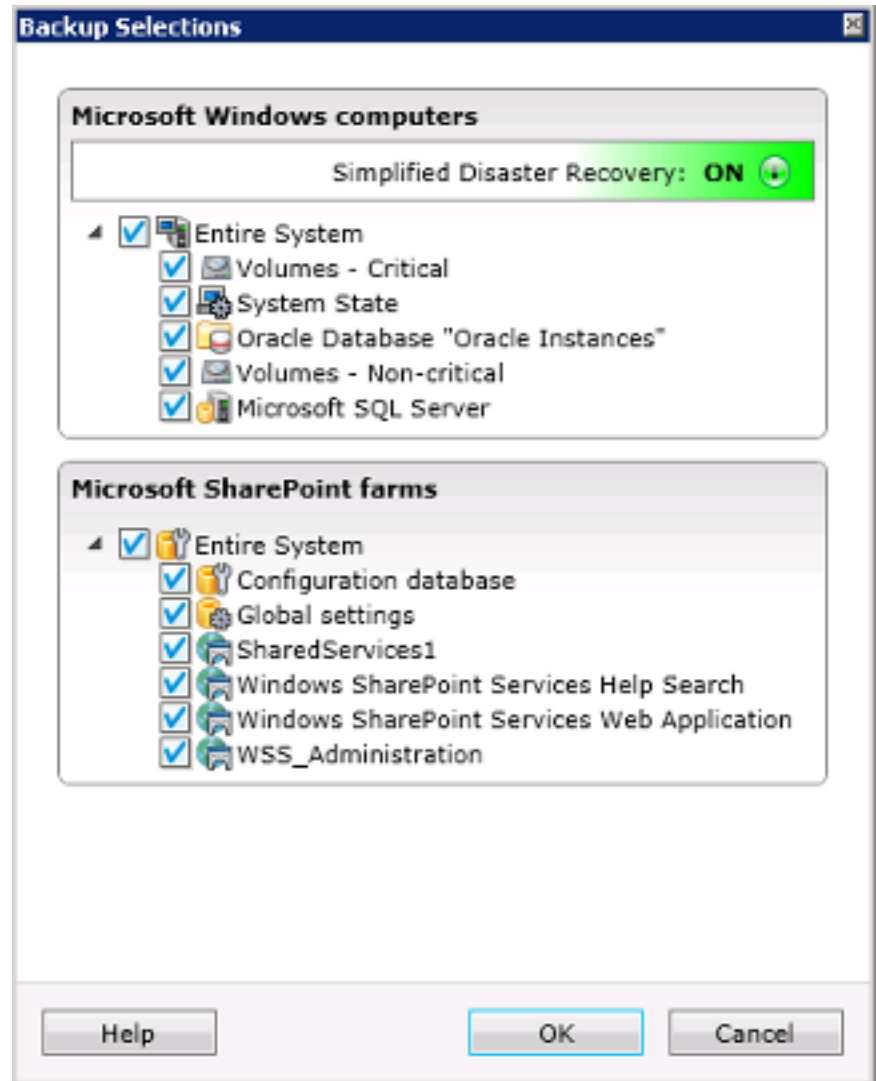 Backup Selections
Microsoft Windows computers
Simplified Disaster Recovery: ON
Entire System
Volumes - Critical
System State
Oracle Database "Oracle Instances"
Volumes - Non-critical
Microsoft SQL Server
Microsoft SharePoint farms
Entire System
Configuration database
Global settings
SharedServices1
Windows SharePoint Services Help Search
Windows SharePoint Services Web Application
WSS_Administration
Help
OK
Cancel